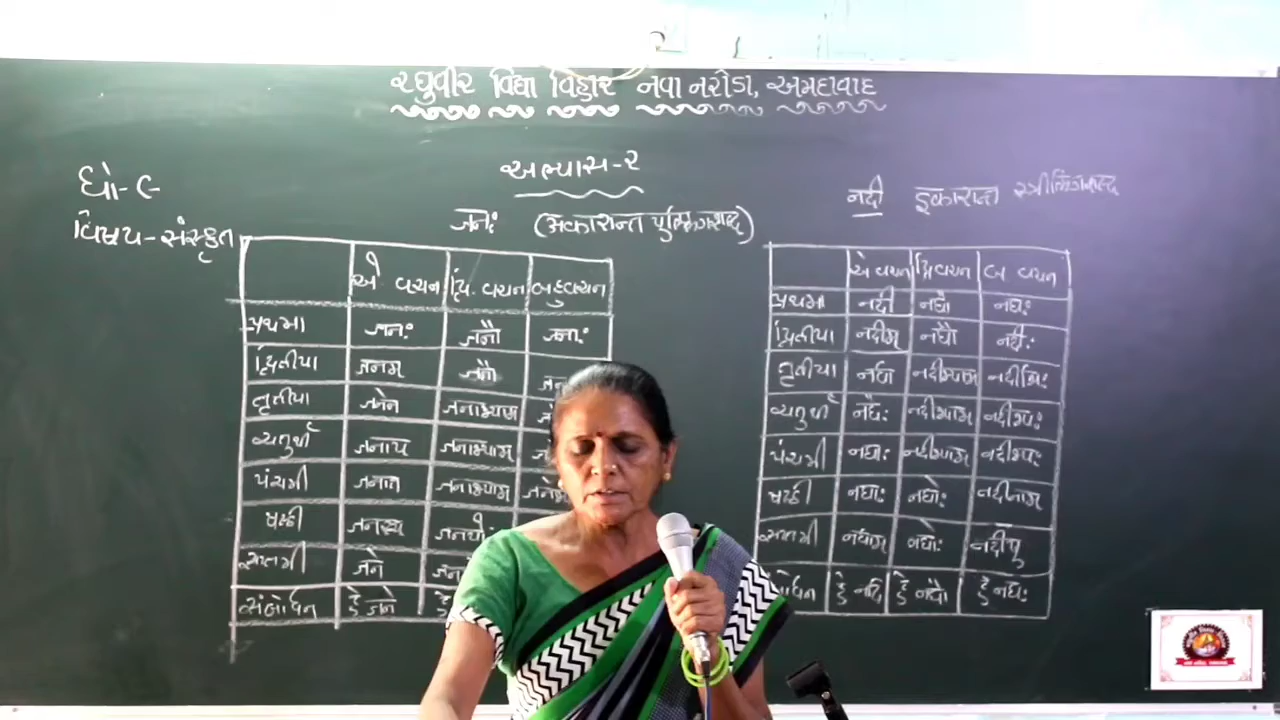 રઘુવીર વિદ્યા વિહાર નવા નરોડા, અમદાવાદ
ધો-૯
અભ્યાસ-૨
વિષય-સંસ્કૃત
જનઃ (અકારાન્ત પુલ્લિંગશબ્દ)
એ વચન દ્વિ. વચન બહુવચન
પ્રથમા જનઃ જનૌ જનાઃ
દ્વિતીયા જનમ્ જનૌ
તૃતીયા જનેન જનાભ્યામ્
ચતુર્થી જનાય જનાભ્યામ્
પંચમી જનાત્ જનાભ્યામ્
ષષ્ઠી જનસ્ય જનયોઃ
સપ્તમી જને
સંબોધન હે જને
નદી ઇકારાન્ત સ્ત્રીલિંગશબ્દ
એ વચન દ્વિ વચન બ વચન
પ્રથમા નદી નદ્યૌ નદ્યઃ
દ્વિતીયા નદીમ્ નદ્યૌ નદીઃ
તૃતીયા નદ્યા નદીભ્યામ્ નદીભિઃ
ચતુર્થી નદ્યૈઃ નદીભ્યામ્ નદીભ્યઃ
પંચમી નદ્યાઃ નદીભ્યામ્ નદીભ્યઃ
ષષ્ઠી નદ્યાઃ નદ્યોઃ નદીનામ્
સપ્તમી નદ્યામ્ નદ્યોઃ નદીષુ
હે નદિ હે નદ્યૌ હે નદ્યઃ